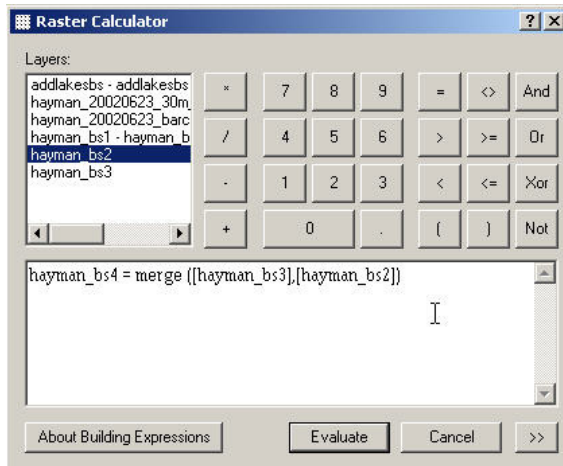 Raster Calculator
Layers:
addlakesbs - addlakesbs
hayman_20020623_30m_
hayman_20020623_barc
hayman_bs1 - hayman_b
hayman_bs2
hayman_bs3
* 7 8 9 = <> And
/ 4 5 6 > >= Or
- 1 2 3 < <= Xor
+ 0 . ( ) Not
hayman_bs4 = merge ([hayman_bs3],[hayman_bs2])
About Building Expressions Evaluate Cancel >>